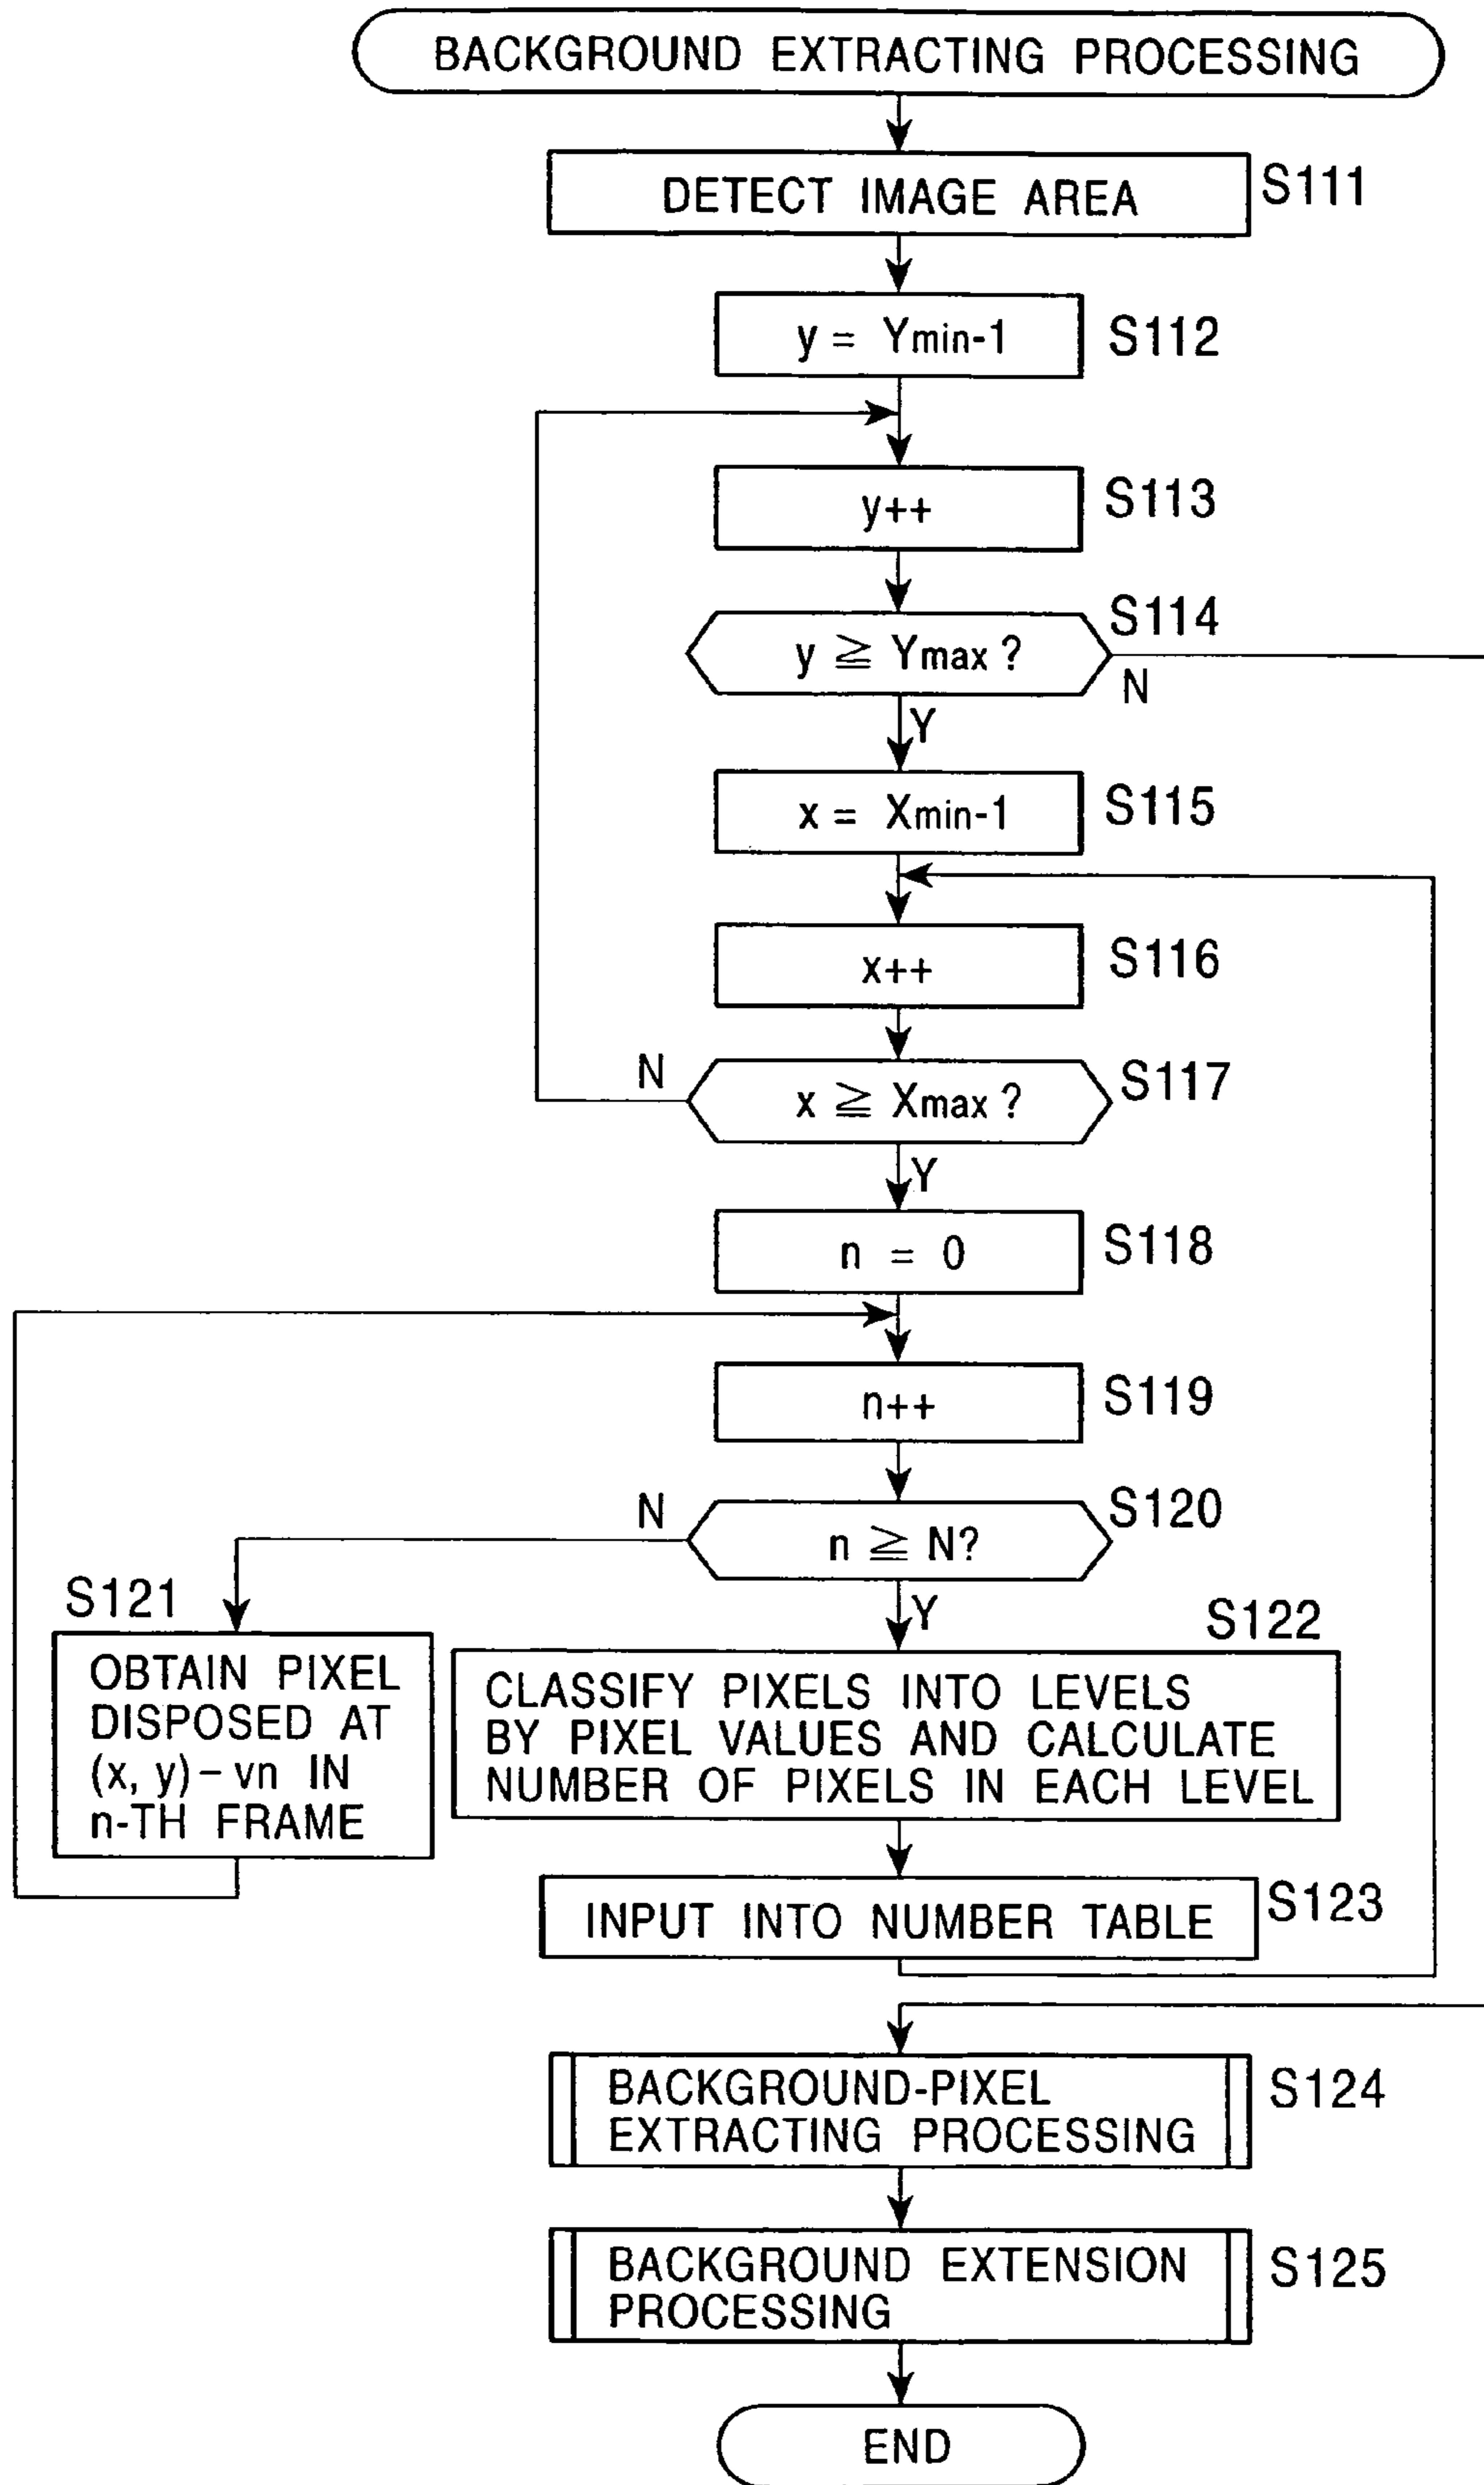 BACKGROUND EXTRACTING PROCESSING
DETECT IMAGE AREA
S111
y = Ymin-1
S112
y++
S113
y ≧ Ymax ?
S114
N
Y
x = Xmin-1
S115
x++
S116
x ≧ Xmax ?
S117
N
Y
n = 0
S118
n++
S119
n ≧ N?
S120
N
Y
S121
OBTAIN PIXEL
DISPOSED AT
(x, y) – vn IN
n-TH FRAME
S122
CLASSIFY PIXELS INTO LEVELS
BY PIXEL VALUES AND CALCULATE
NUMBER OF PIXELS IN EACH LEVEL
INPUT INTO NUMBER TABLE
S123
BACKGROUND-PIXEL
EXTRACTING PROCESSING
S124
BACKGROUND EXTENSION
PROCESSING
S125
END